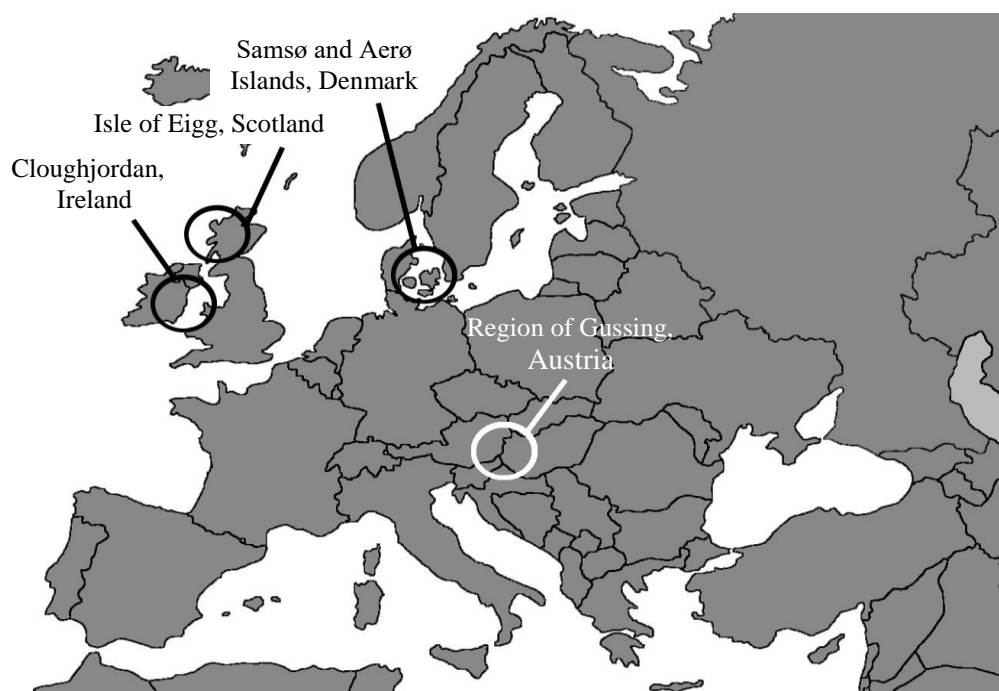 Samsø and Aerø
Islands, Denmark
Isle of Eigg, Scotland
Cloughjordan,
Ireland
Region of Gussing,
Austria